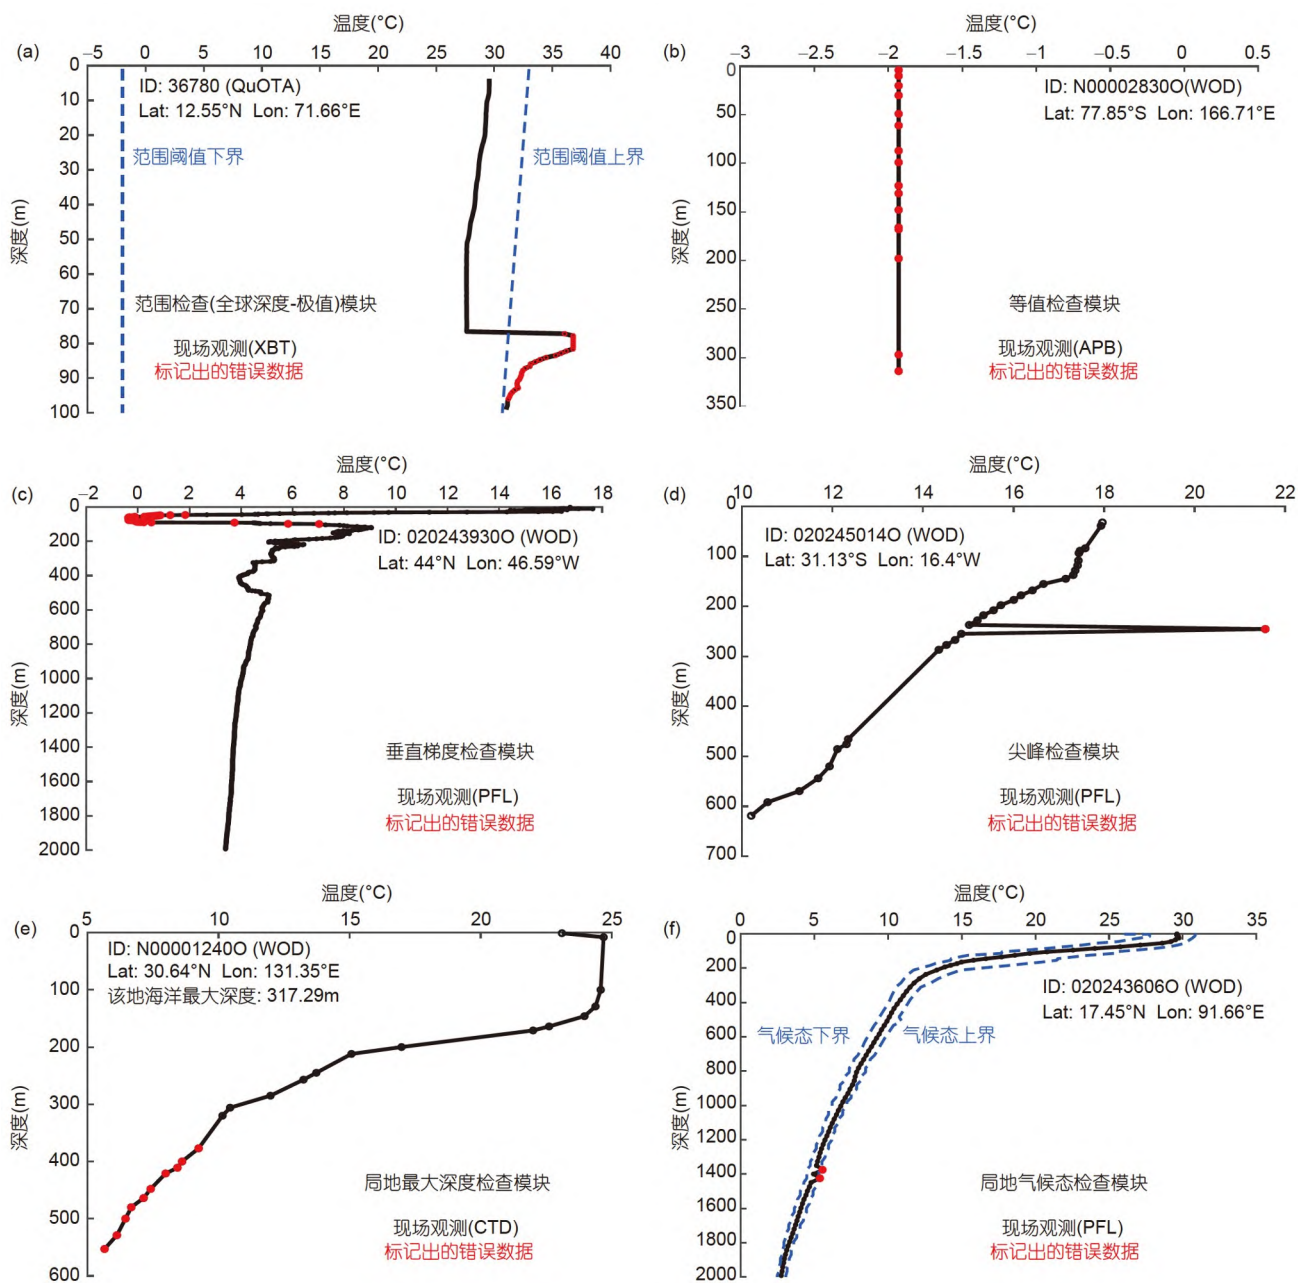 温度(°C)
(a)
−5 0 5 10 15 20 25 30 35 40
0
10
20
30
40
50
60
70
80
90
100
深度(m)
ID: 36780 (QuOTA)
Lat: 12.55°N Lon: 71.66°E
范围阈值下界
范围阈值上界
范围检查(全球深度-极值)模块
现场观测(XBT)
标记出的错误数据
温度(°C)
(b)
−3 −2.5 −2 −1.5 −1 −0.5 0 0.5
0
50
100
150
200
250
300
350
深度(m)
ID: N00002830O(WOD)
Lat: 77.85°S Lon: 166.71°E
等值检查模块
现场观测(APB)
标记出的错误数据
温度(°C)
(c)
−2 0 2 4 6 8 10 12 14 16 18
0
200
400
600
800
1000
1200
1400
1600
1800
2000
深度(m)
ID: 020243930O (WOD)
Lat: 44°N Lon: 46.59°W
垂直梯度检查模块
现场观测(PFL)
标记出的错误数据
温度(°C)
(d)
10 12 14 16 18 20 22
0
100
200
300
400
500
600
700
深度(m)
ID: 020245014O (WOD)
Lat: 31.13°S Lon: 16.4°W
尖峰检查模块
现场观测(PFL)
标记出的错误数据
温度(°C)
(e)
5 10 15 20 25
0
100
200
300
400
500
600
深度(m)
ID: N00001240O (WOD)
Lat: 30.64°N Lon: 131.35°E
该地海洋最大深度: 317.29m
局地最大深度检查模块
现场观测(CTD)
标记出的错误数据
温度(°C)
(f)
0 5 10 15 20 25 30 35
0
200
400
600
800
1000
1200
1400
1600
1800
2000
深度(m)
ID: 020243606O (WOD)
Lat: 17.45°N Lon: 91.66°E
气候态下界
气候态上界
局地气候态检查模块
现场观测(PFL)
标记出的错误数据